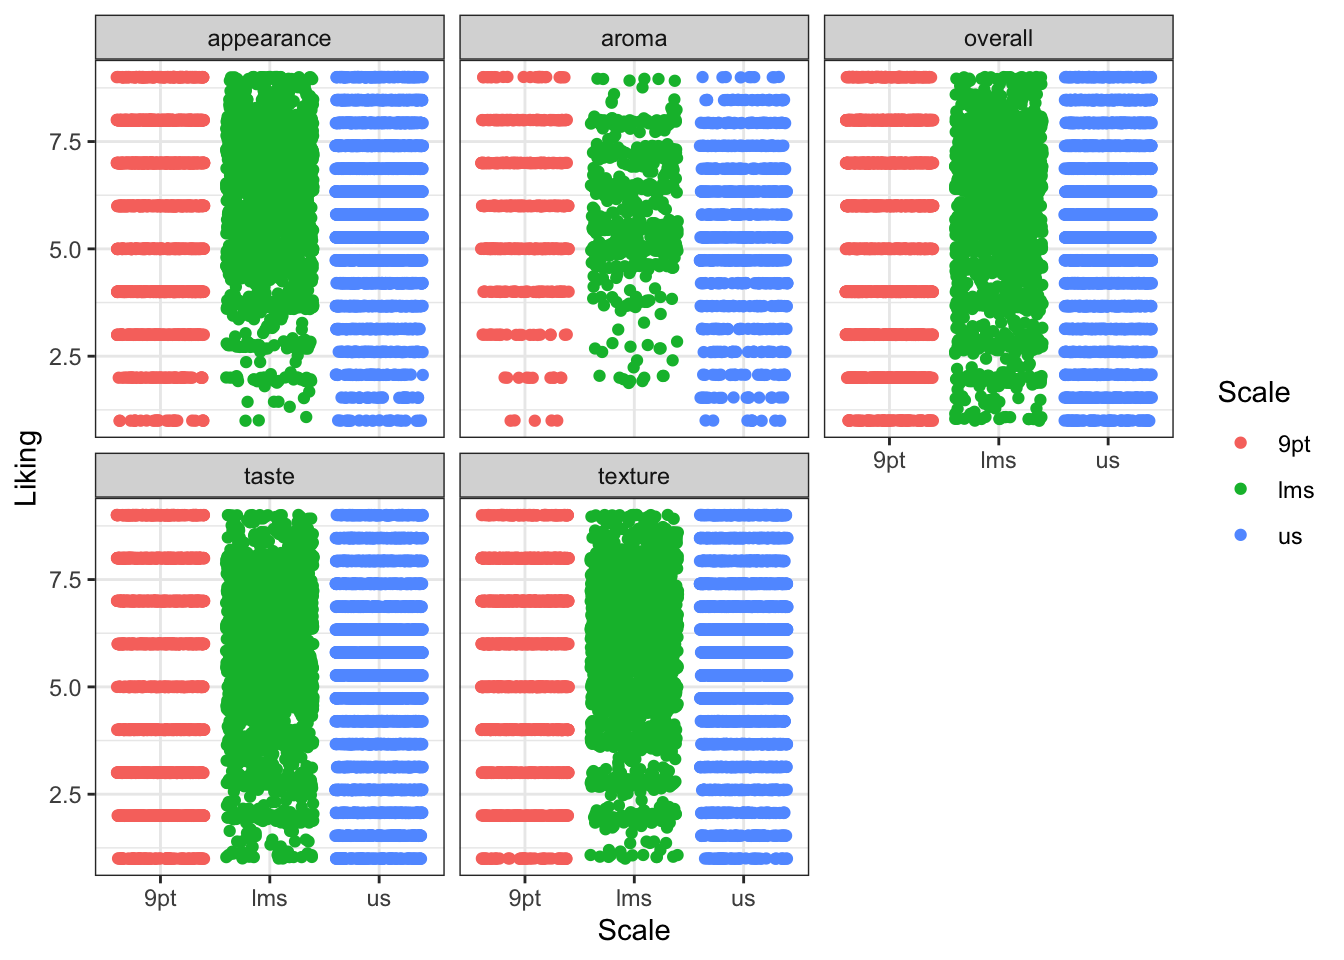 appearance
aroma
overall
7.5
5.0
2.5
9pt
lms
us
taste
texture
7.5
5.0
2.5
9pt
lms
us
9pt
lms
us
Scale
Liking
Scale
9pt
lms
us